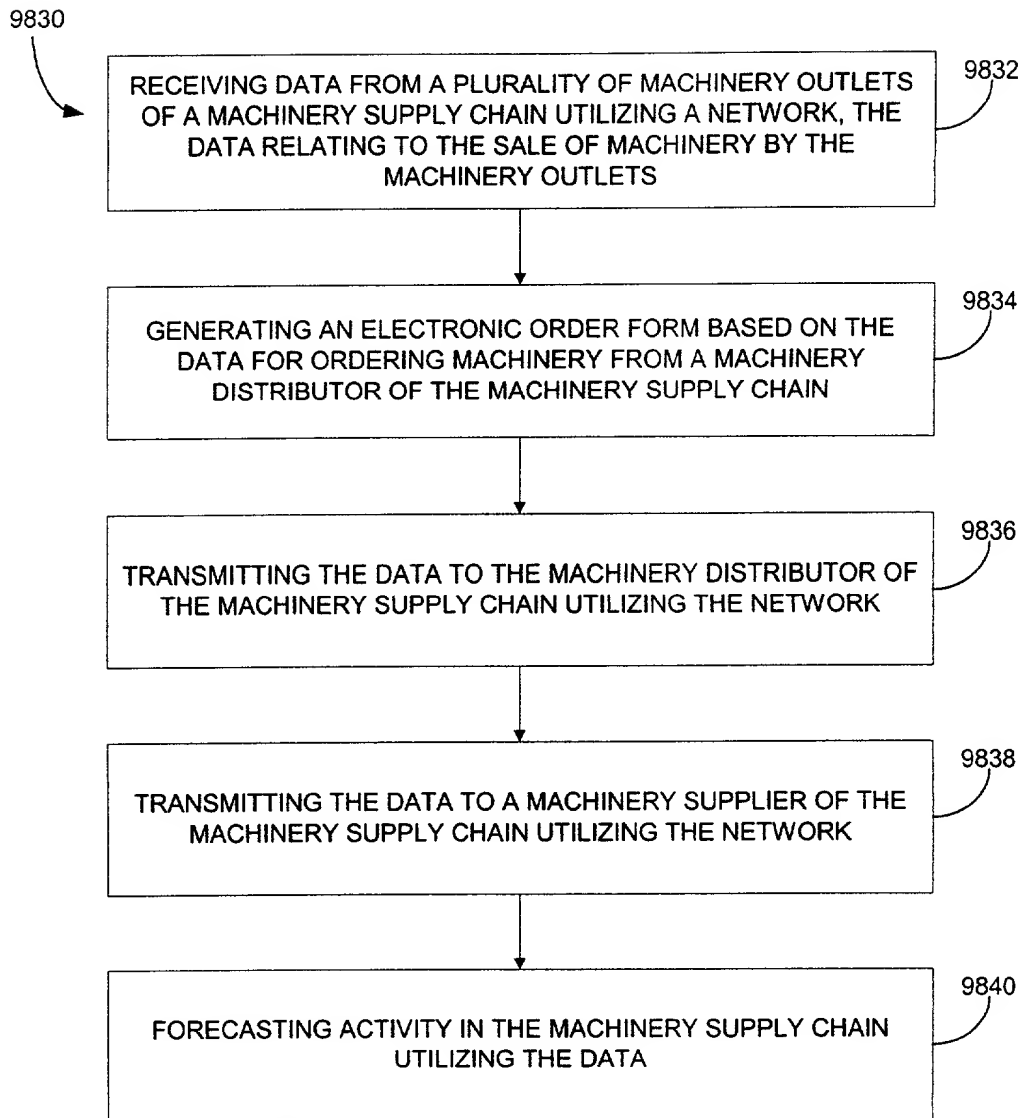 9830
9832
RECEIVING DATA FROM A PLURALITY OF MACHINERY OUTLETS
OF A MACHINERY SUPPLY CHAIN UTILIZING A NETWORK, THE
DATA RELATING TO THE SALE OF MACHINERY BY THE
MACHINERY OUTLETS
9834
GENERATING AN ELECTRONIC ORDER FORM BASED ON THE
DATA FOR ORDERING MACHINERY FROM A MACHINERY
DISTRIBUTOR OF THE MACHINERY SUPPLY CHAIN
9836
TRANSMITTING THE DATA TO THE MACHINERY DISTRIBUTOR OF
THE MACHINERY SUPPLY CHAIN UTILIZING THE NETWORK
9838
TRANSMITTING THE DATA TO A MACHINERY SUPPLIER OF THE
MACHINERY SUPPLY CHAIN UTILIZING THE NETWORK
9840
FORECASTING ACTIVITY IN THE MACHINERY SUPPLY CHAIN
UTILIZING THE DATA